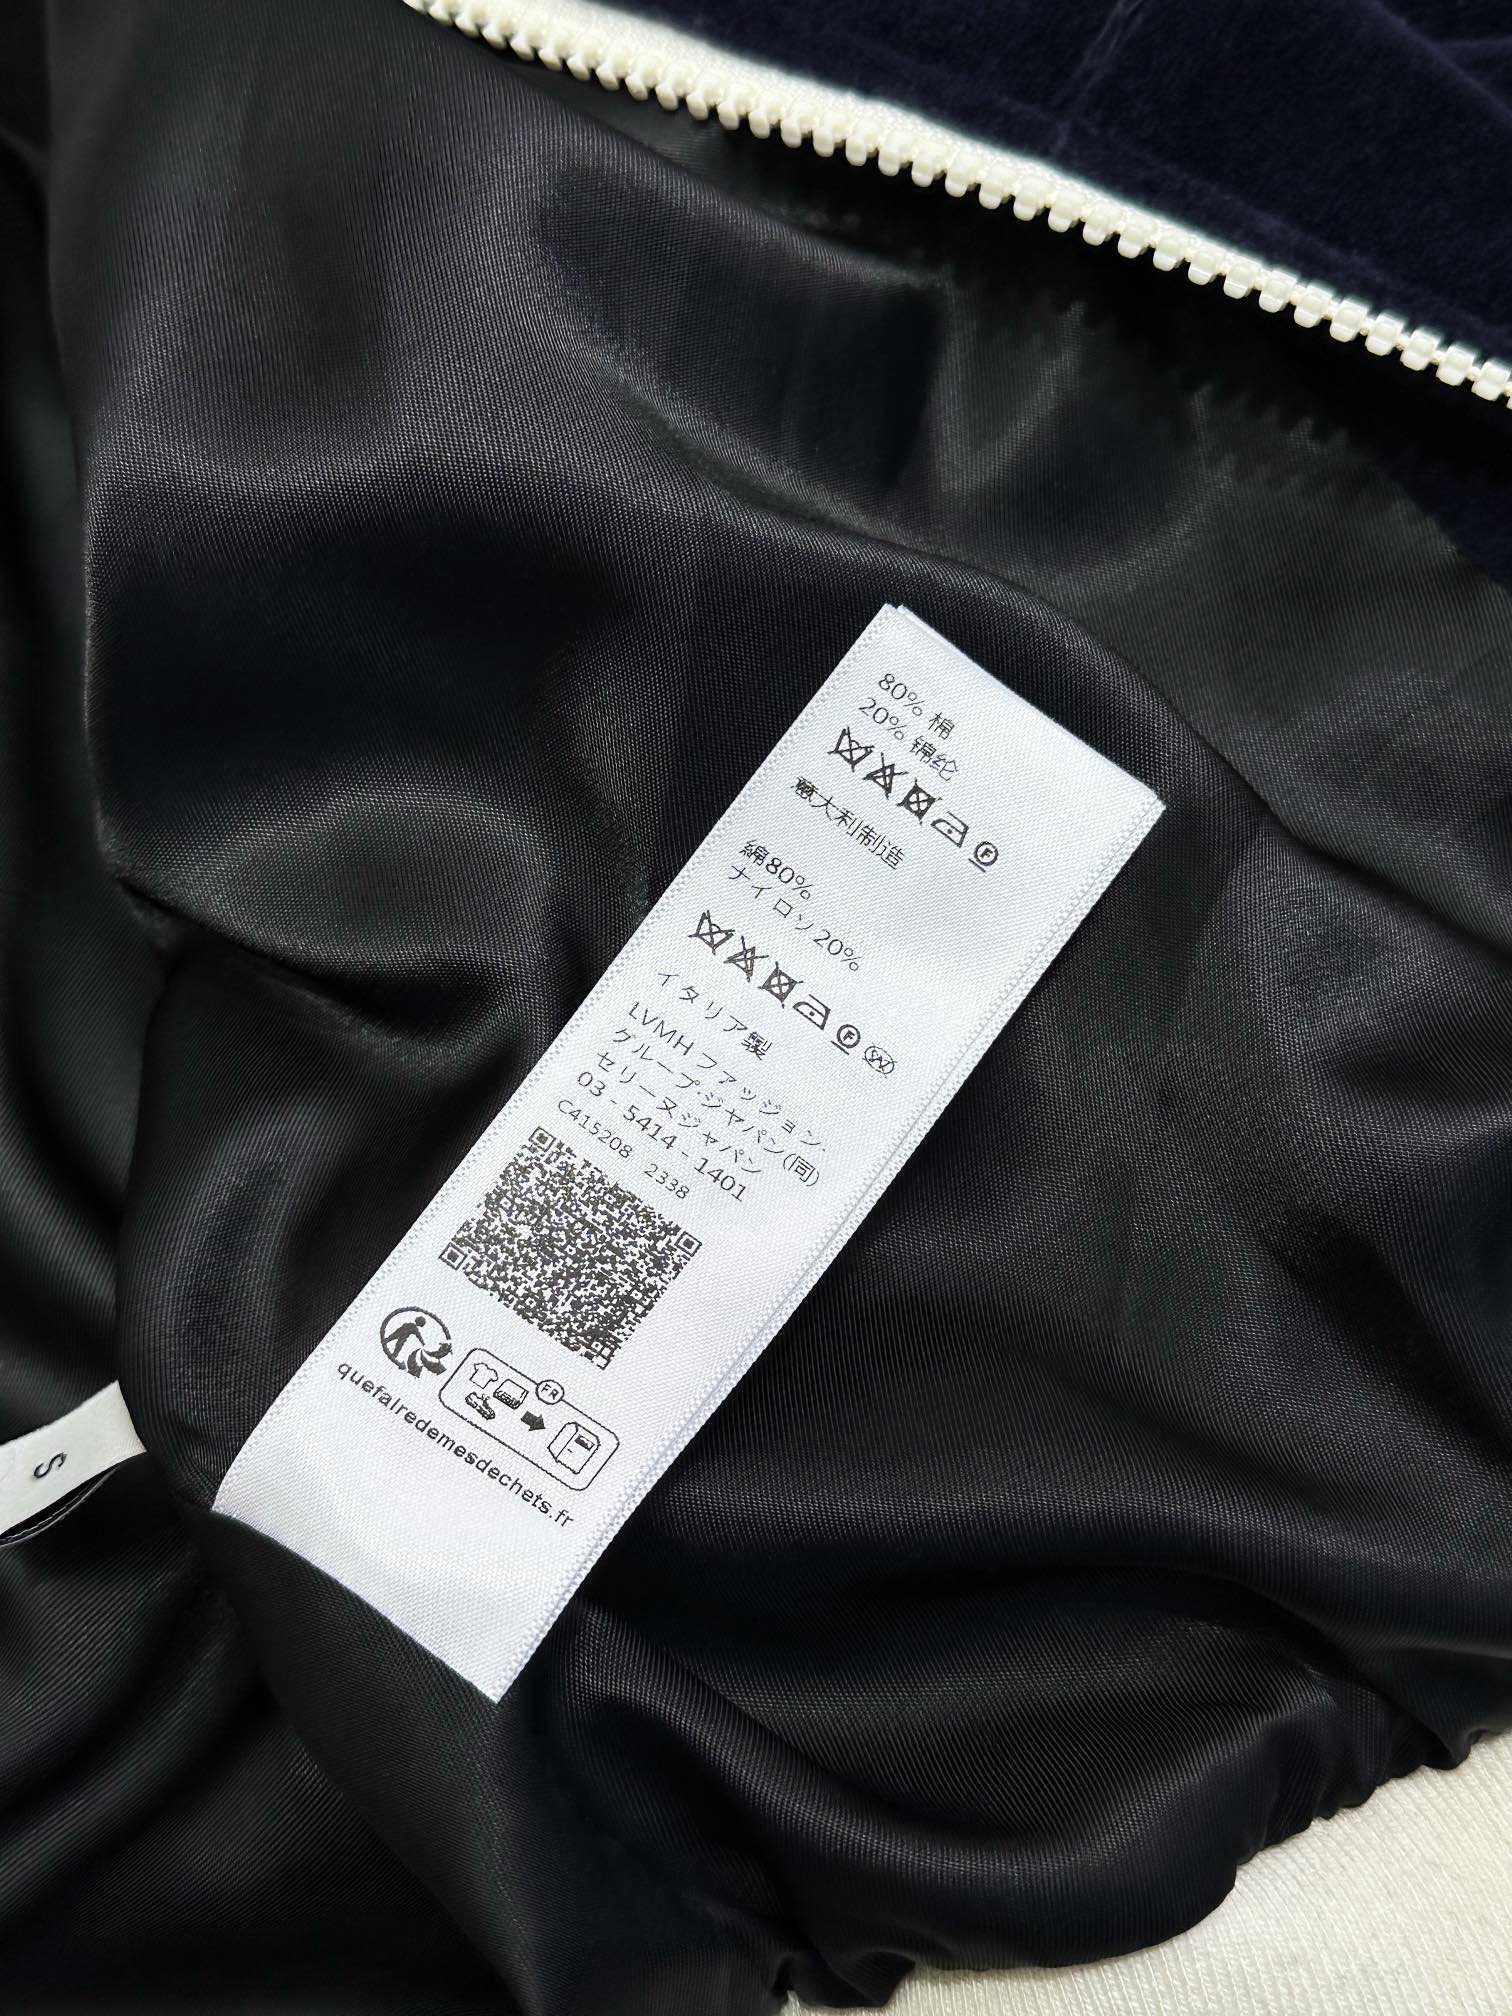 80% 棉
20% 锦纶
F
意大利制造
綿80%
ナイロン20%
F
イタリア製
LVMH ファッション.
グループ·ジャパン(同)
セリーヌジャパン
03 - 5414 - 1401
C415208 2338
FR
quefairedemesdechets.fr
S